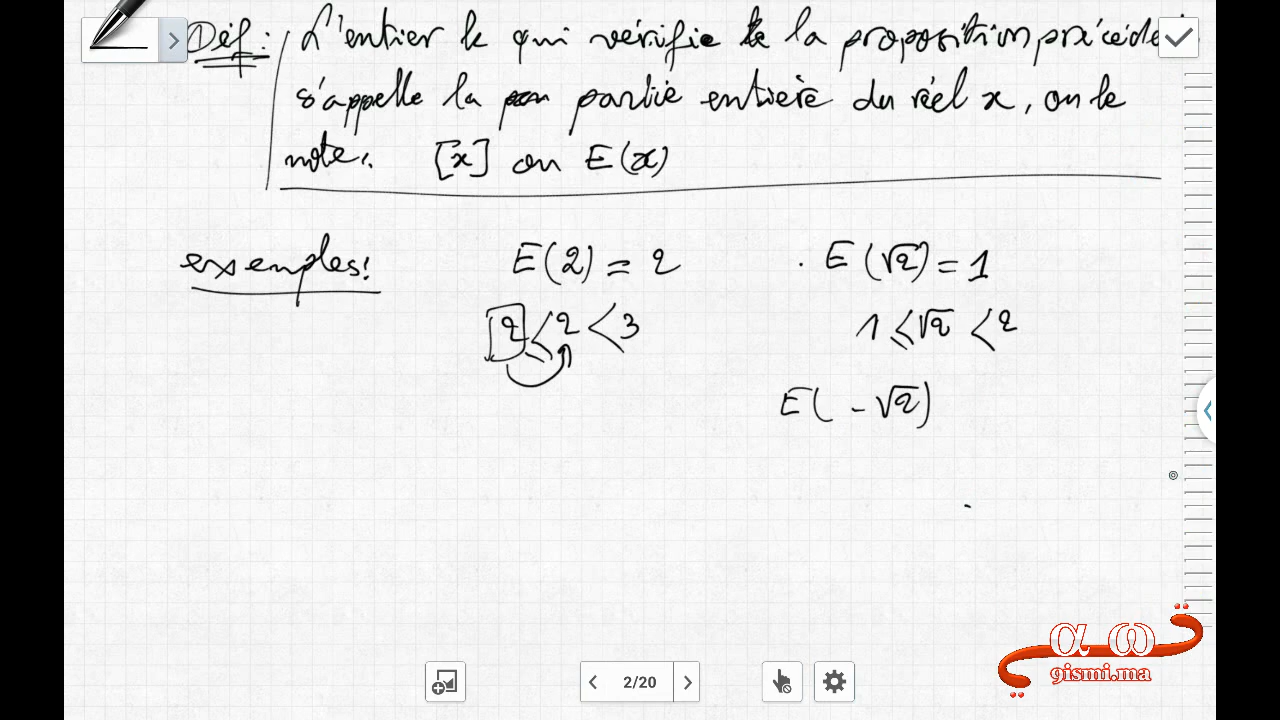 Déf : L'entier k qui vérifie la proposition précéde
s'appelle la partie entière du réel x, on le
note : [x] ou E(x)
exemples :
E(2) = 2
. E(√2) = 1
2 ≤ 2 < 3
1 ≤ √2 < 2
E( - √2)
2/20
α ω
gismi.ma